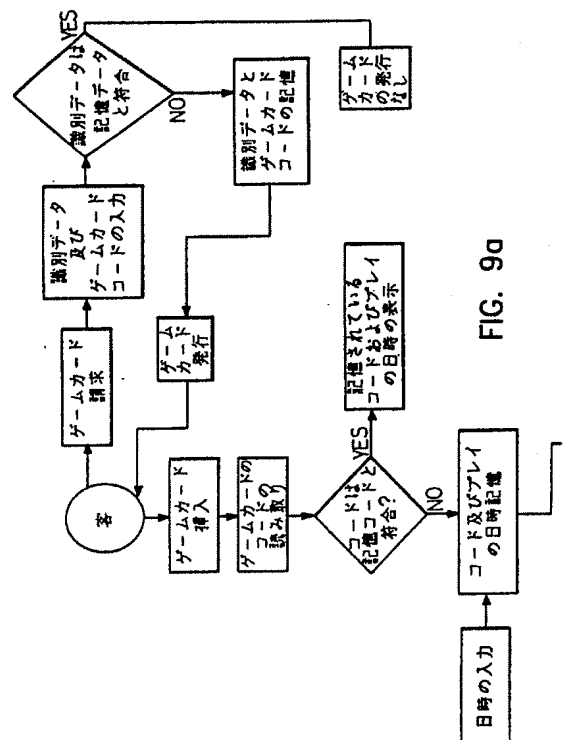 客
ゲームカード
請求
識別データ
及び
ゲームカード
コードの入力
識別データは
記憶データ
と符合
YES
NO
識別データと
ゲームカード
コードの記憶
ゲーム
カード
の発行
なし
ゲーム
カード
発行
ゲームカード
挿入
ゲームカードの
コードの
読み取り
コードは
記憶コードと
符合?
YES
NO
記憶されている
コードおよびプレイ
の日時の表示
コード及びプレイ
の日時記憶
日時の入力
FIG. 9a